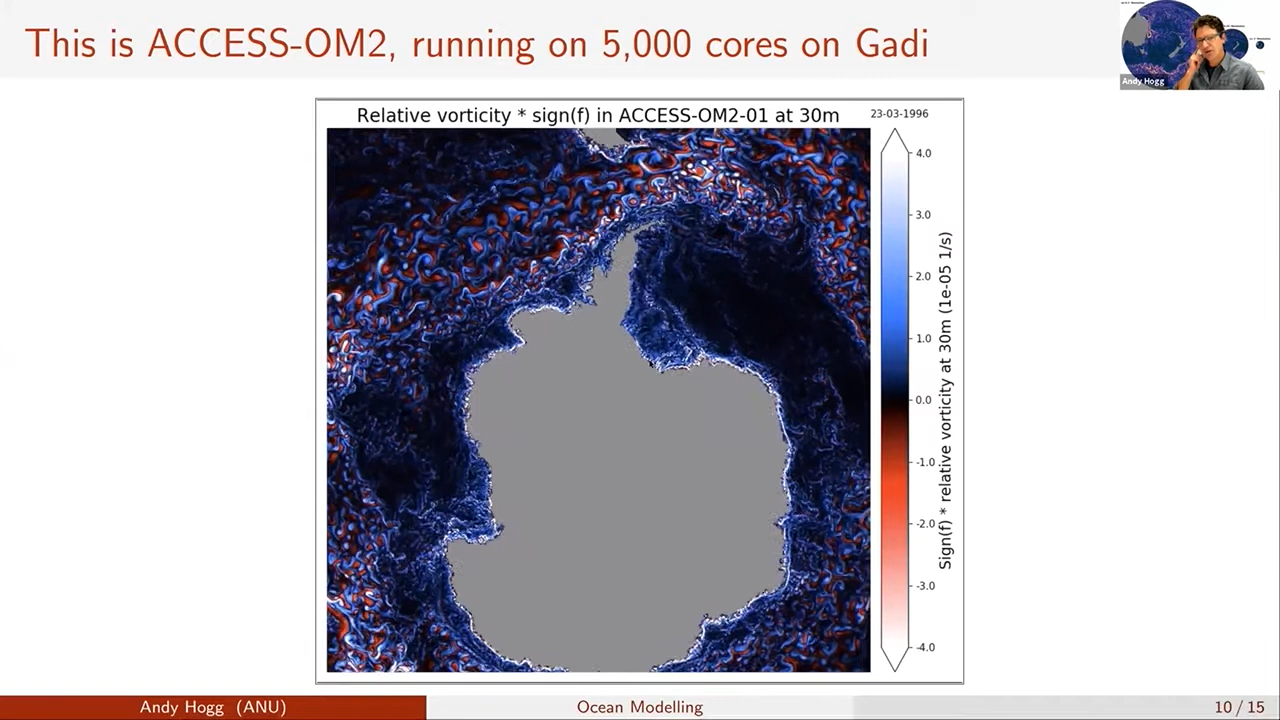 This is ACCESS-OM2, running on 5,000 cores on Gadi
Andy Hogg
Relative vorticity * sign(f) in ACCESS-OM2-01 at 30m
23-03-1996
4.0
3.0
2.0
1.0
0.0
-1.0
-2.0
-3.0
-4.0
Sign(f) * relative vorticity at 30m (1e-05 1/s)
Andy Hogg (ANU)
Ocean Modelling
10 / 15